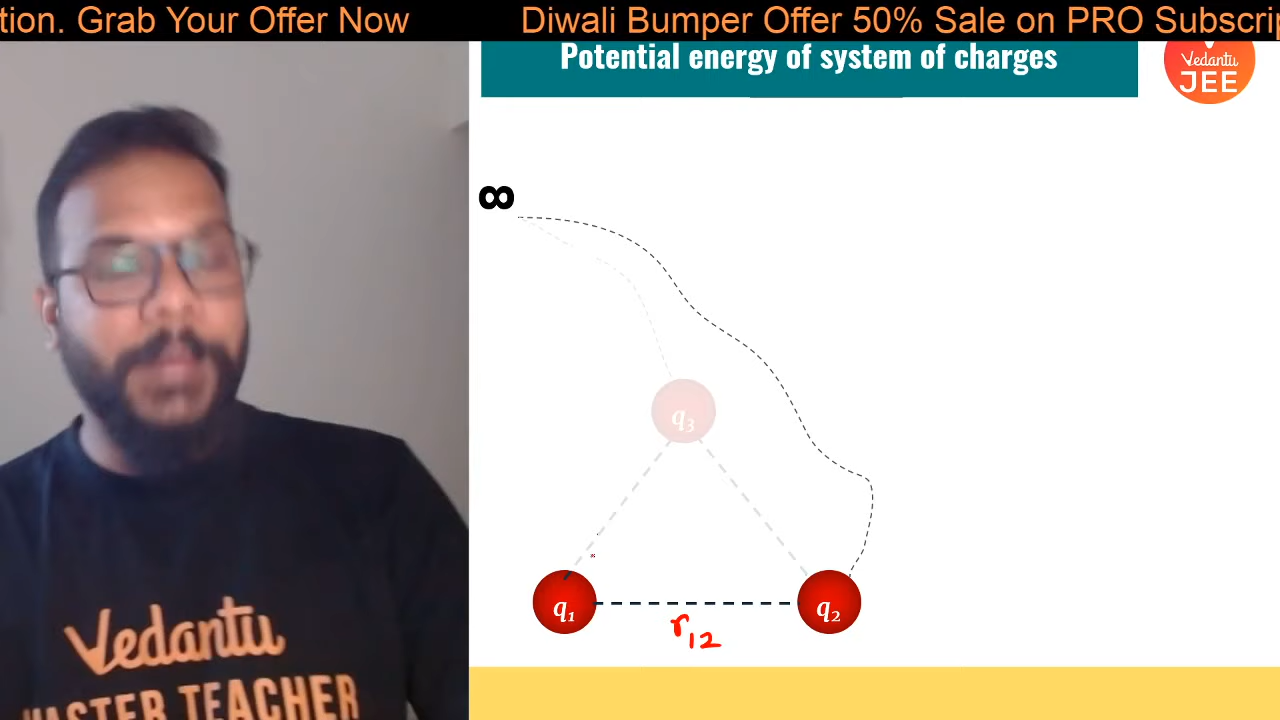 tion. Grab Your Offer Now Diwali Bumper Offer 50% Sale on PRO Subscrip
Potential energy of system of charges
Vedantu
JEE
∞
q₃
q₁
q₂
r₁₂
Vedantu
MASTER TEACHER